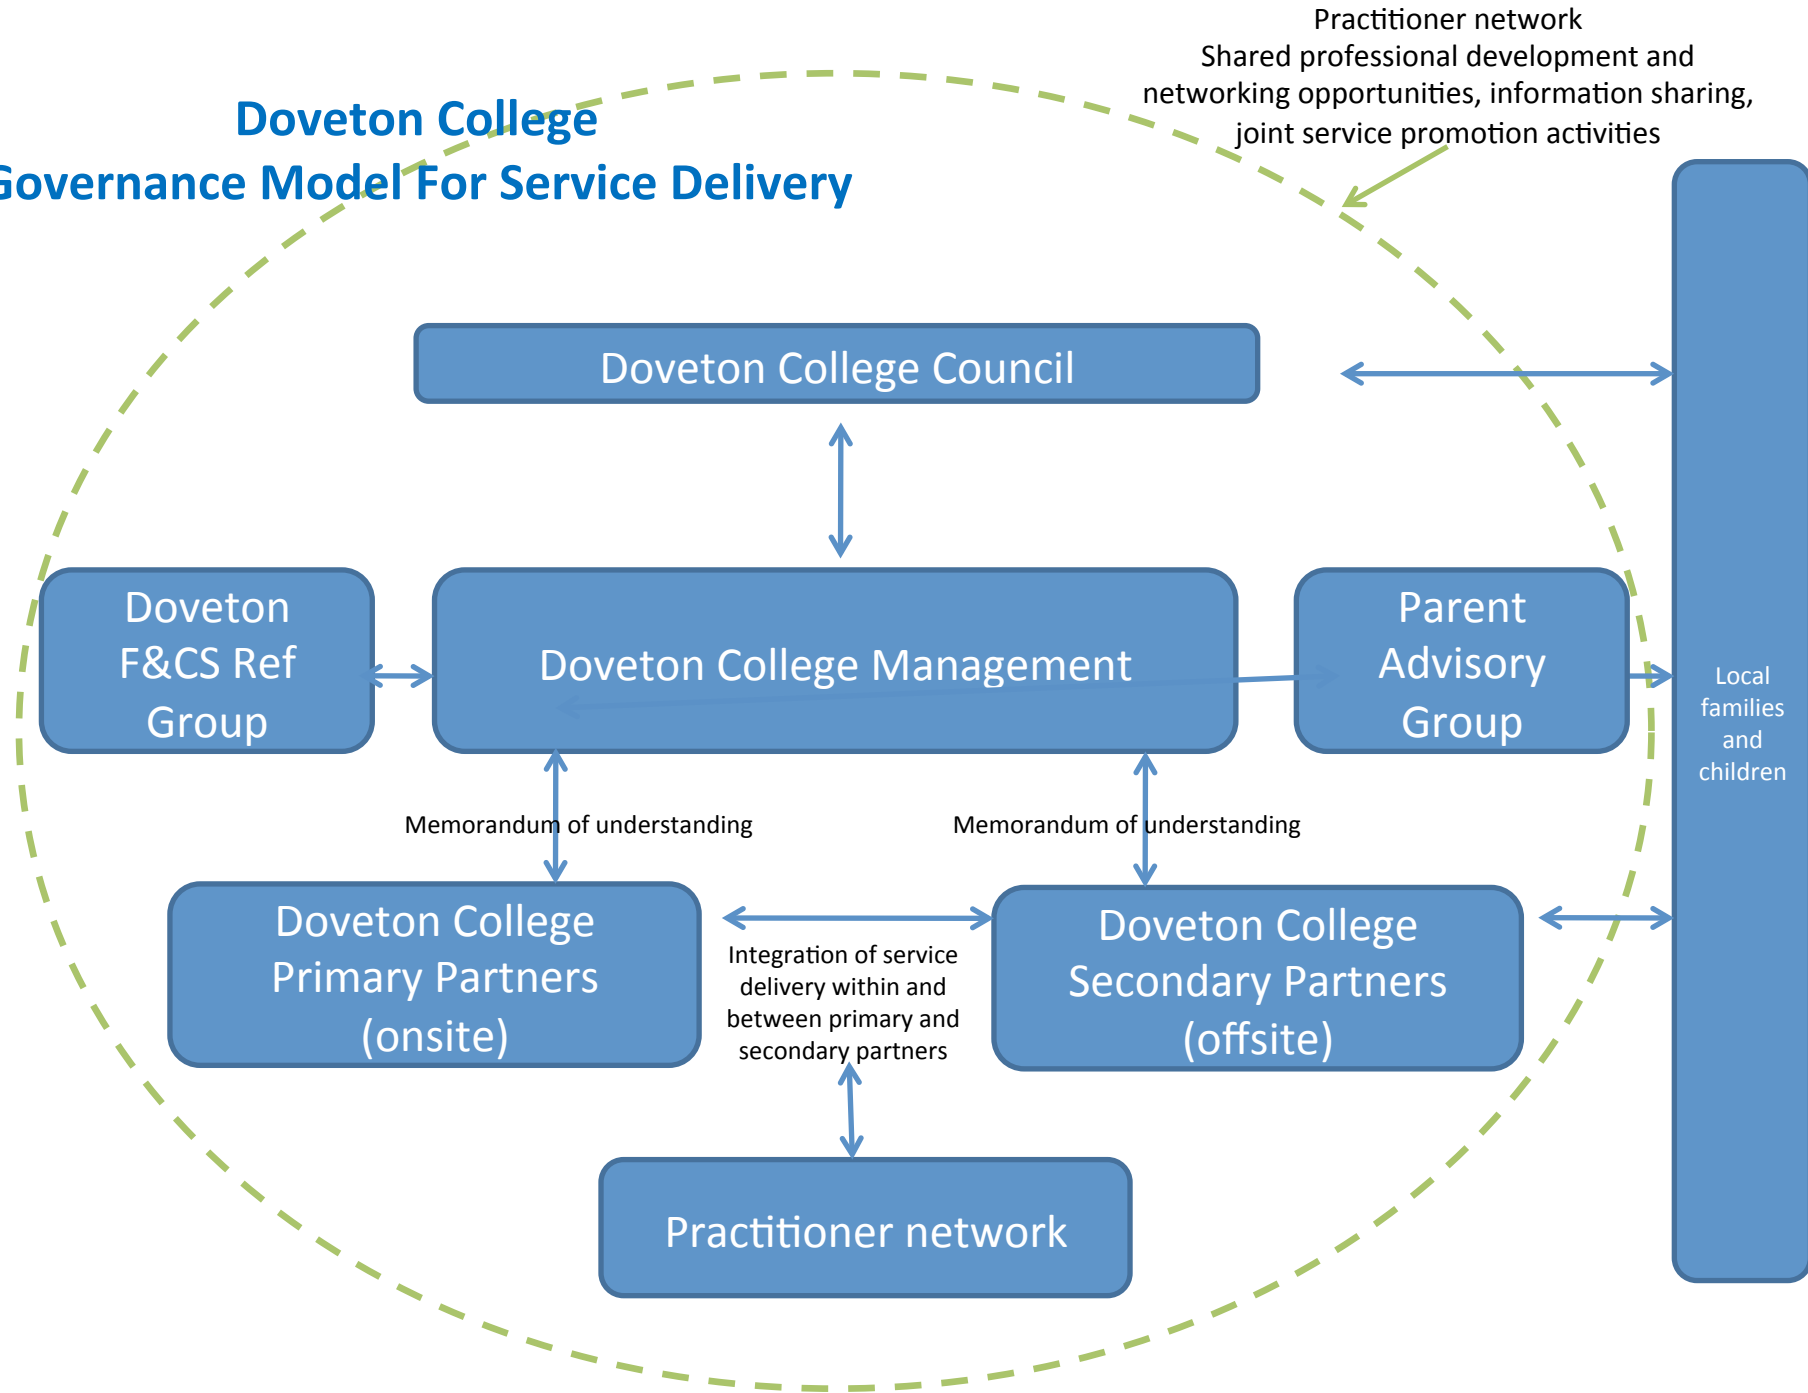 Practitioner network
Shared professional development and
networking opportunities, information sharing,
joint service promotion activities
Doveton College
Governance Model For Service Delivery
Doveton College Council
Doveton
F&CS Ref
Group
Doveton College Management
Parent
Advisory
Group
Local
families
and
children
Memorandum of understanding
Memorandum of understanding
Doveton College
Primary Partners
(onsite)
Integration of service
delivery within and
between primary and
secondary partners
Doveton College
Secondary Partners
(offsite)
Practitioner network